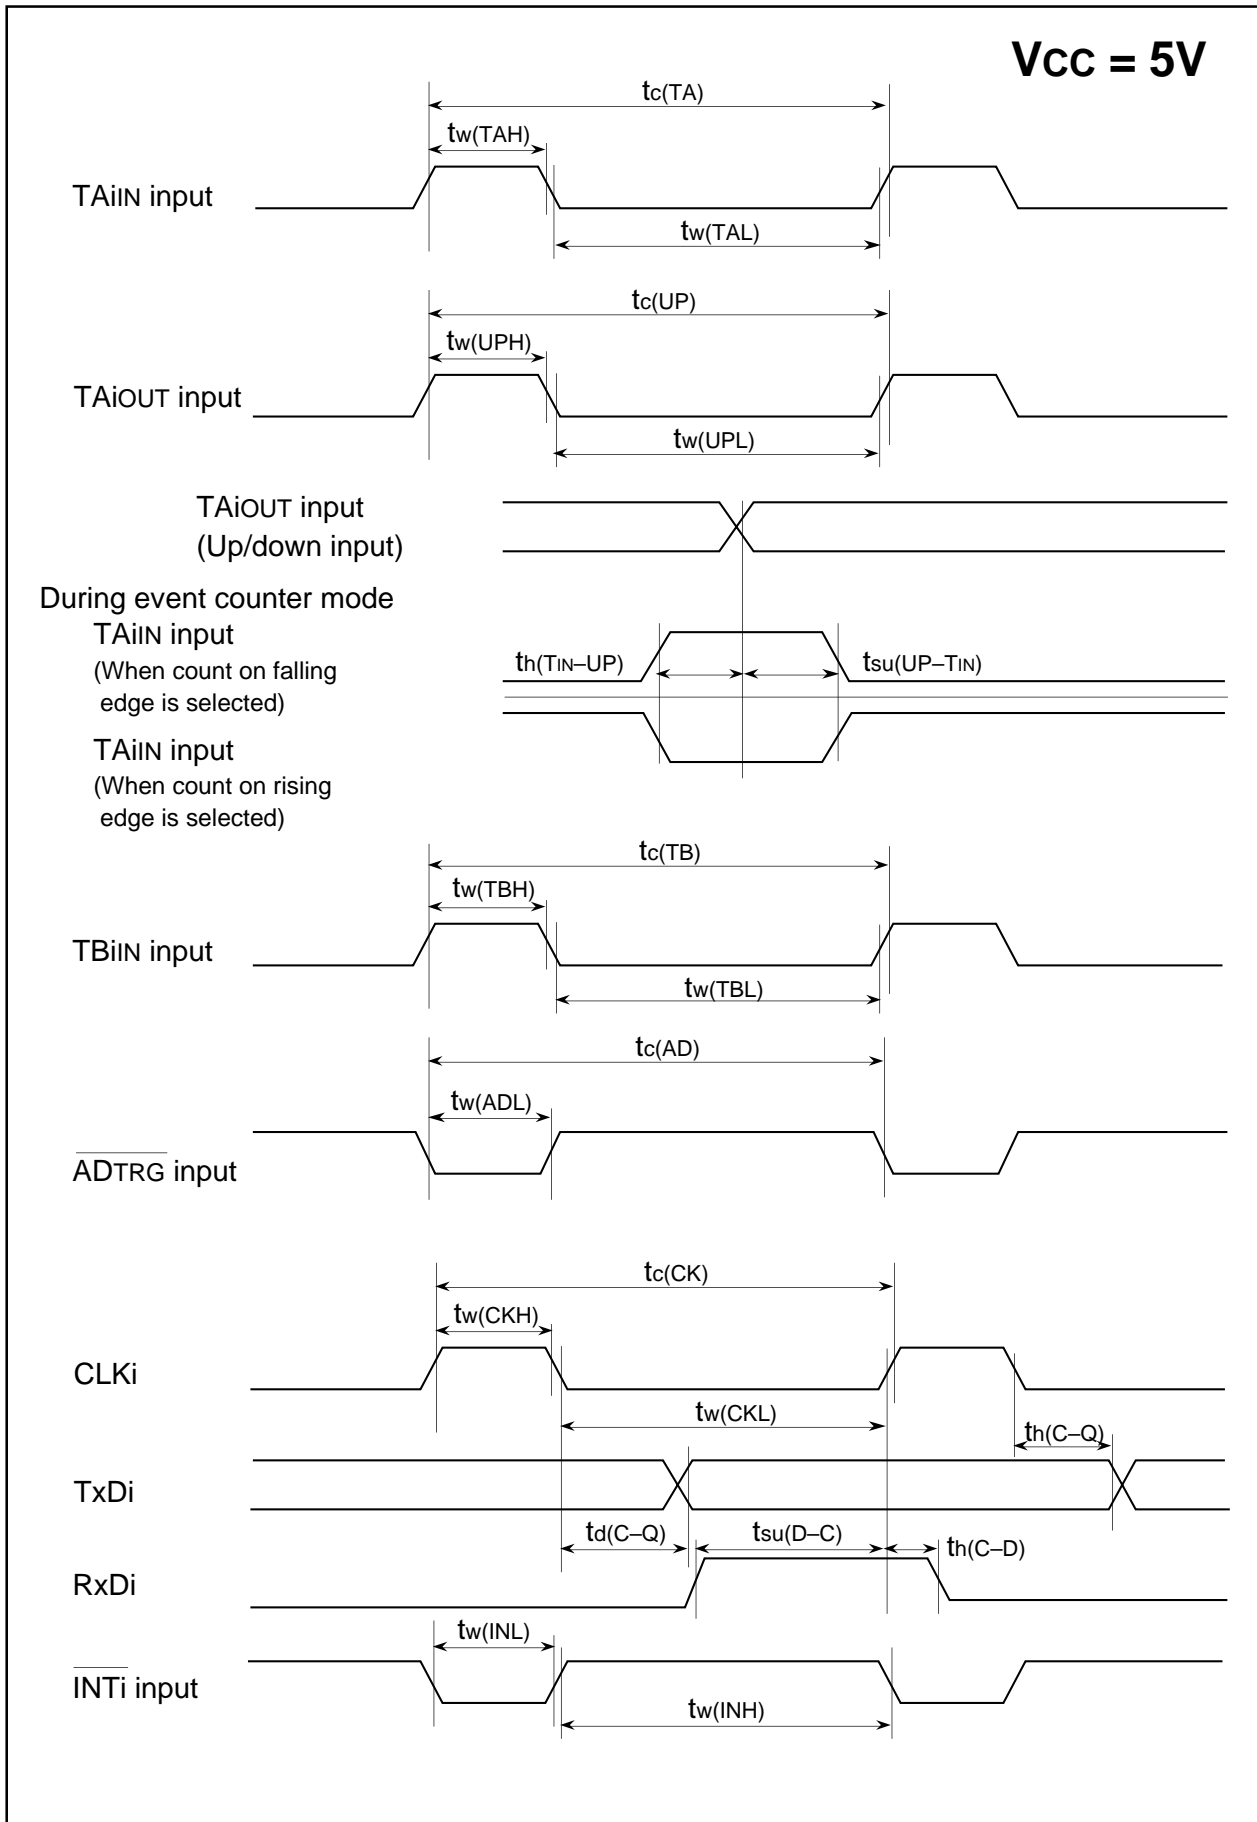 VCC = 5V
tc(TA)
tw(TAH)
TAiIN input
tw(TAL)
tc(UP)
tw(UPH)
TAiOUT input
tw(UPL)
TAiOUT input
(Up/down input)
During event counter mode
TAiIN input
(When count on falling
edge is selected)
th(TIN–UP)
tsu(UP–TIN)
TAiIN input
(When count on rising
edge is selected)
tc(TB)
tw(TBH)
TBiIN input
tw(TBL)
tc(AD)
tw(ADL)
ADTRG input
tc(CK)
tw(CKH)
CLKi
tw(CKL)
th(C–Q)
TxDi
td(C–Q)
tsu(D–C)
th(C–D)
RxDi
tw(INL)
INTi input
tw(INH)